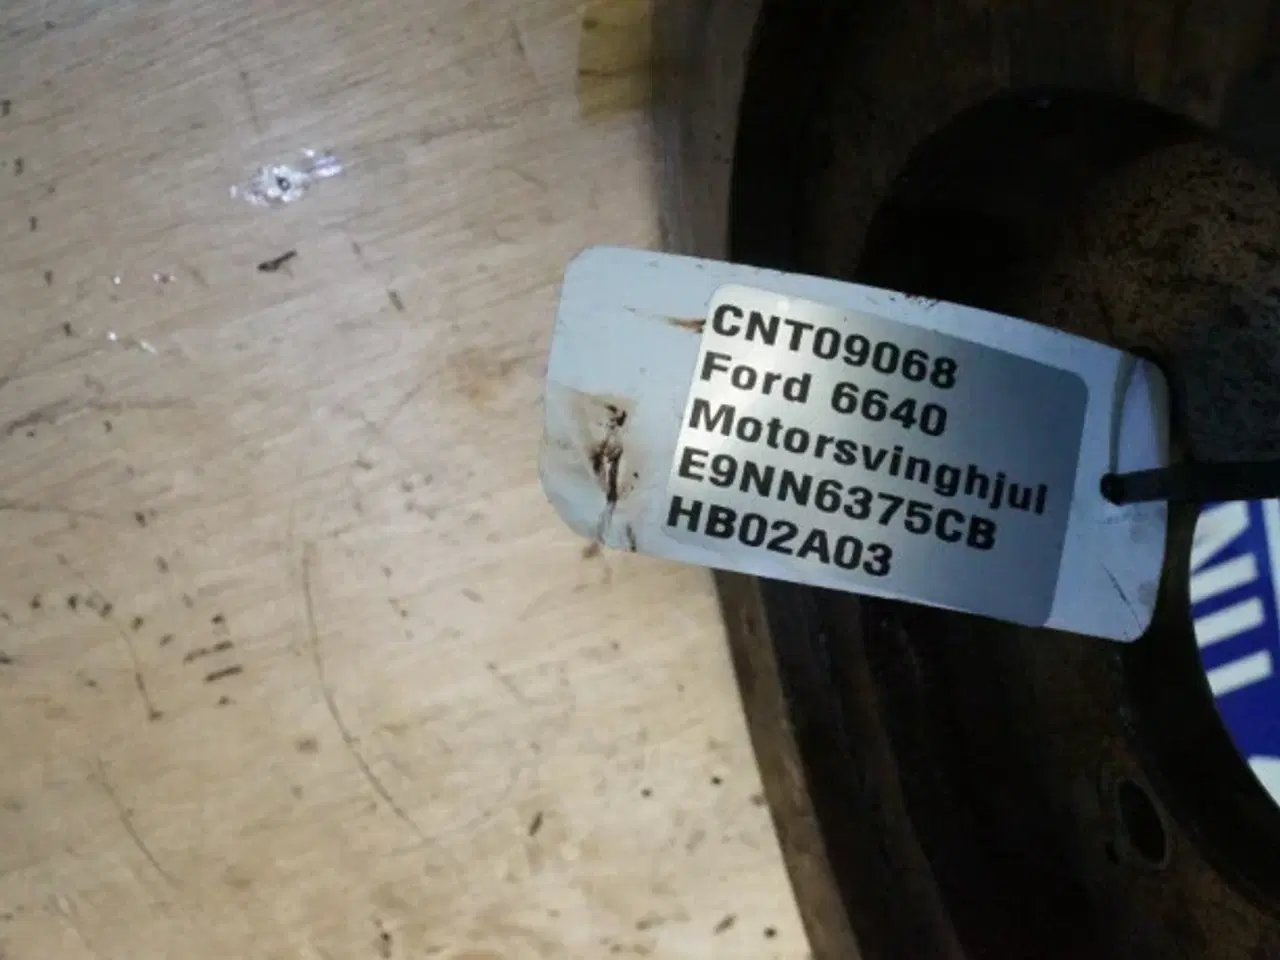 CNT09068
Ford 6640
Motorsvinghjul
E9NN6375CB
HB02A03